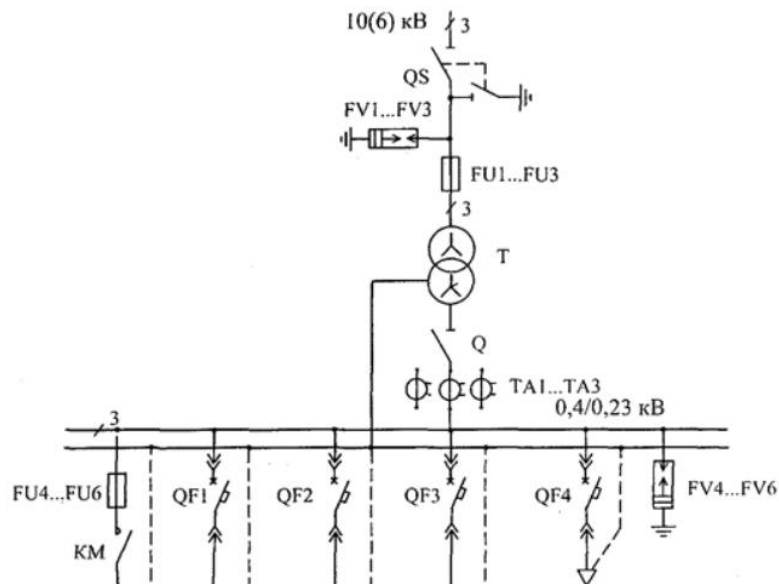 10(6) кВ
3
QS
FV1...FV3
FU1...FU3
3
T
Q
TA1...TA3
0,4/0,23 кВ
3
FU4...FU6
QF1
QF2
QF3
QF4
FV4...FV6
KM